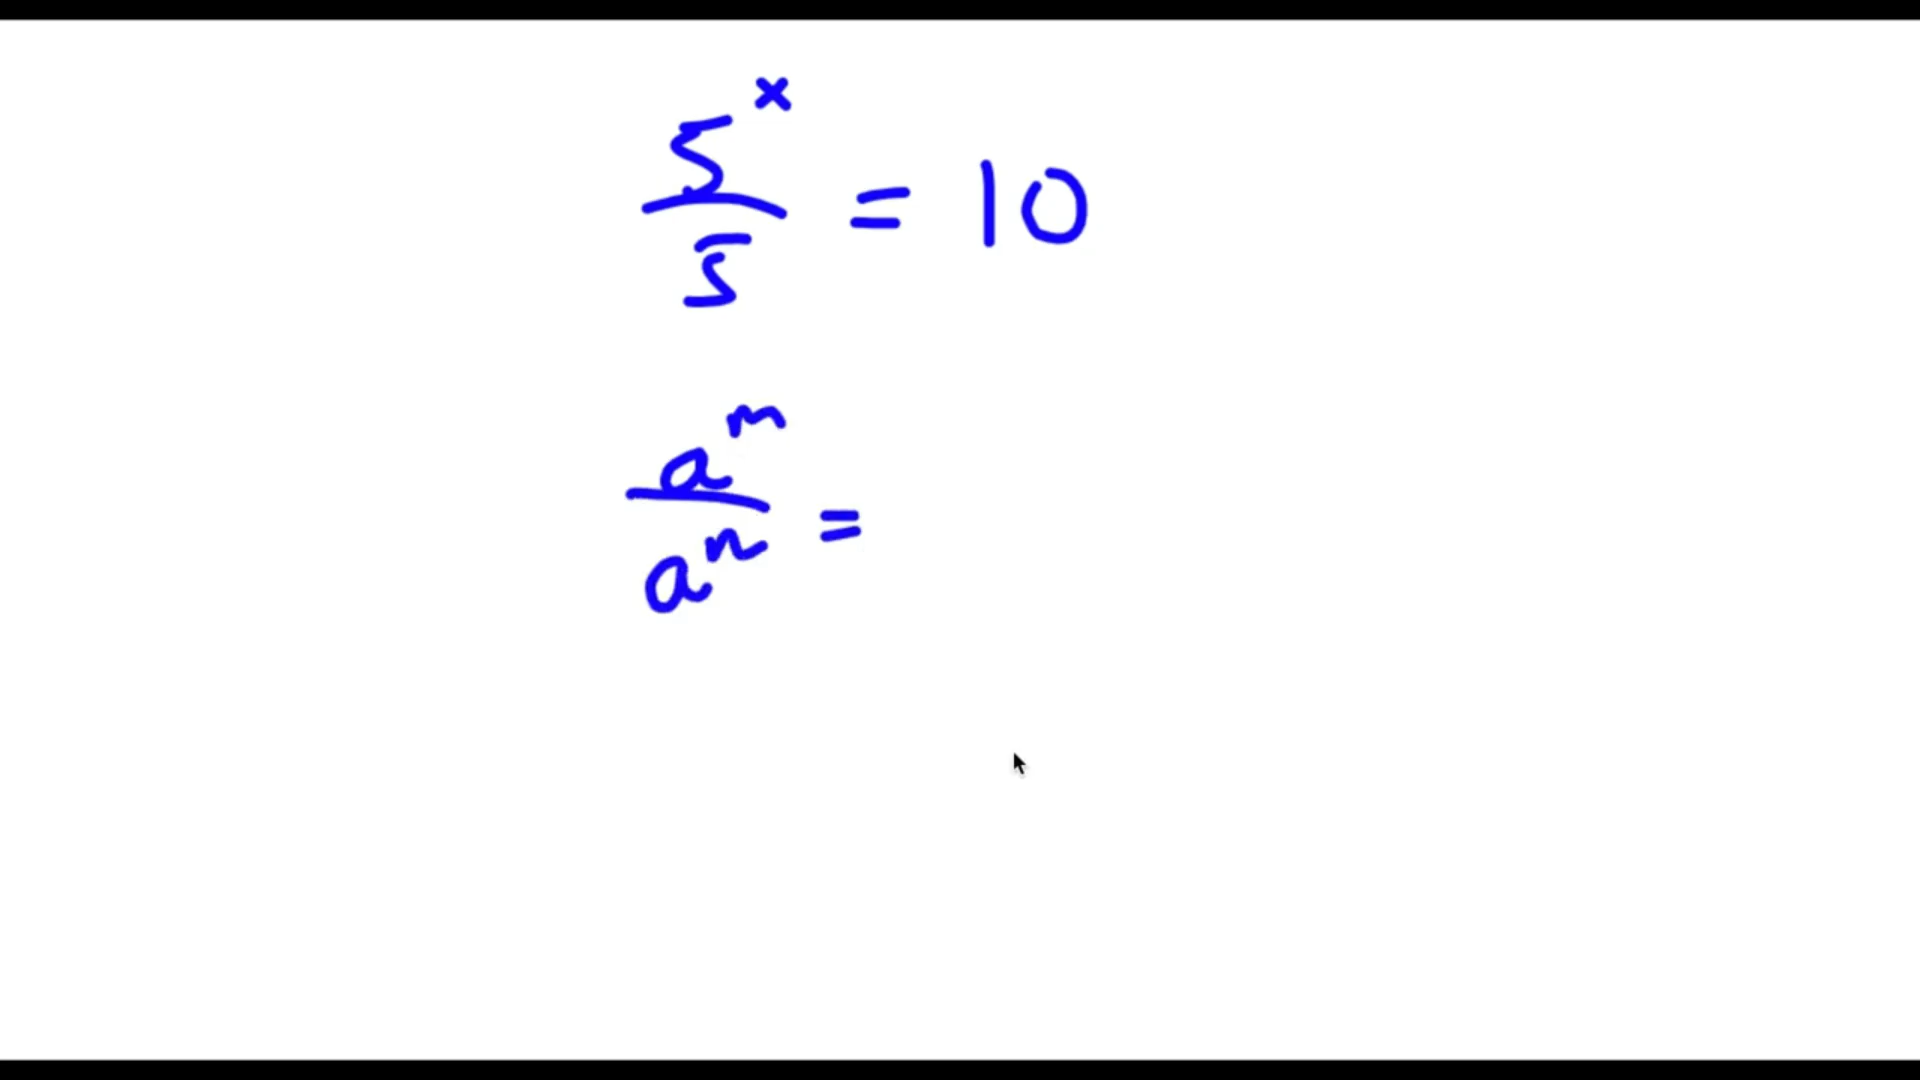 5^x / 5 = 10
a^m / a^n =